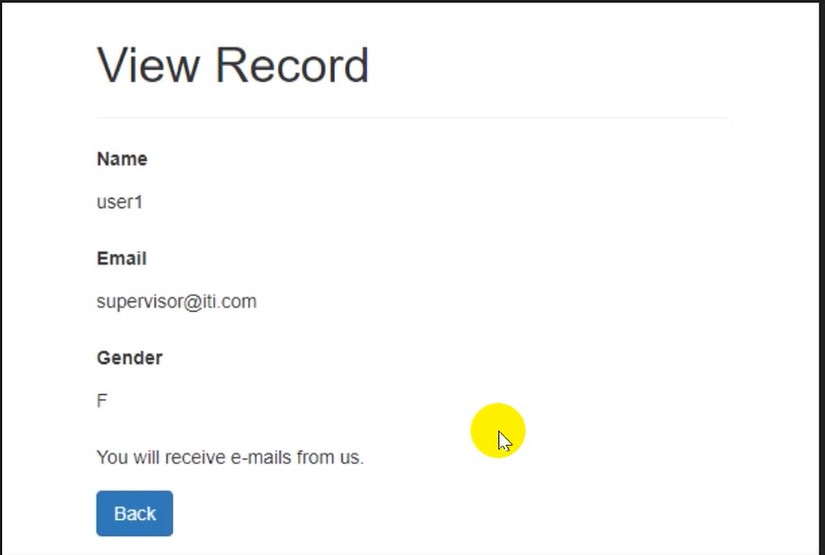 View Record
Name
user1
Email
supervisor@iti.com
Gender
F
You will receive e-mails from us.
Back